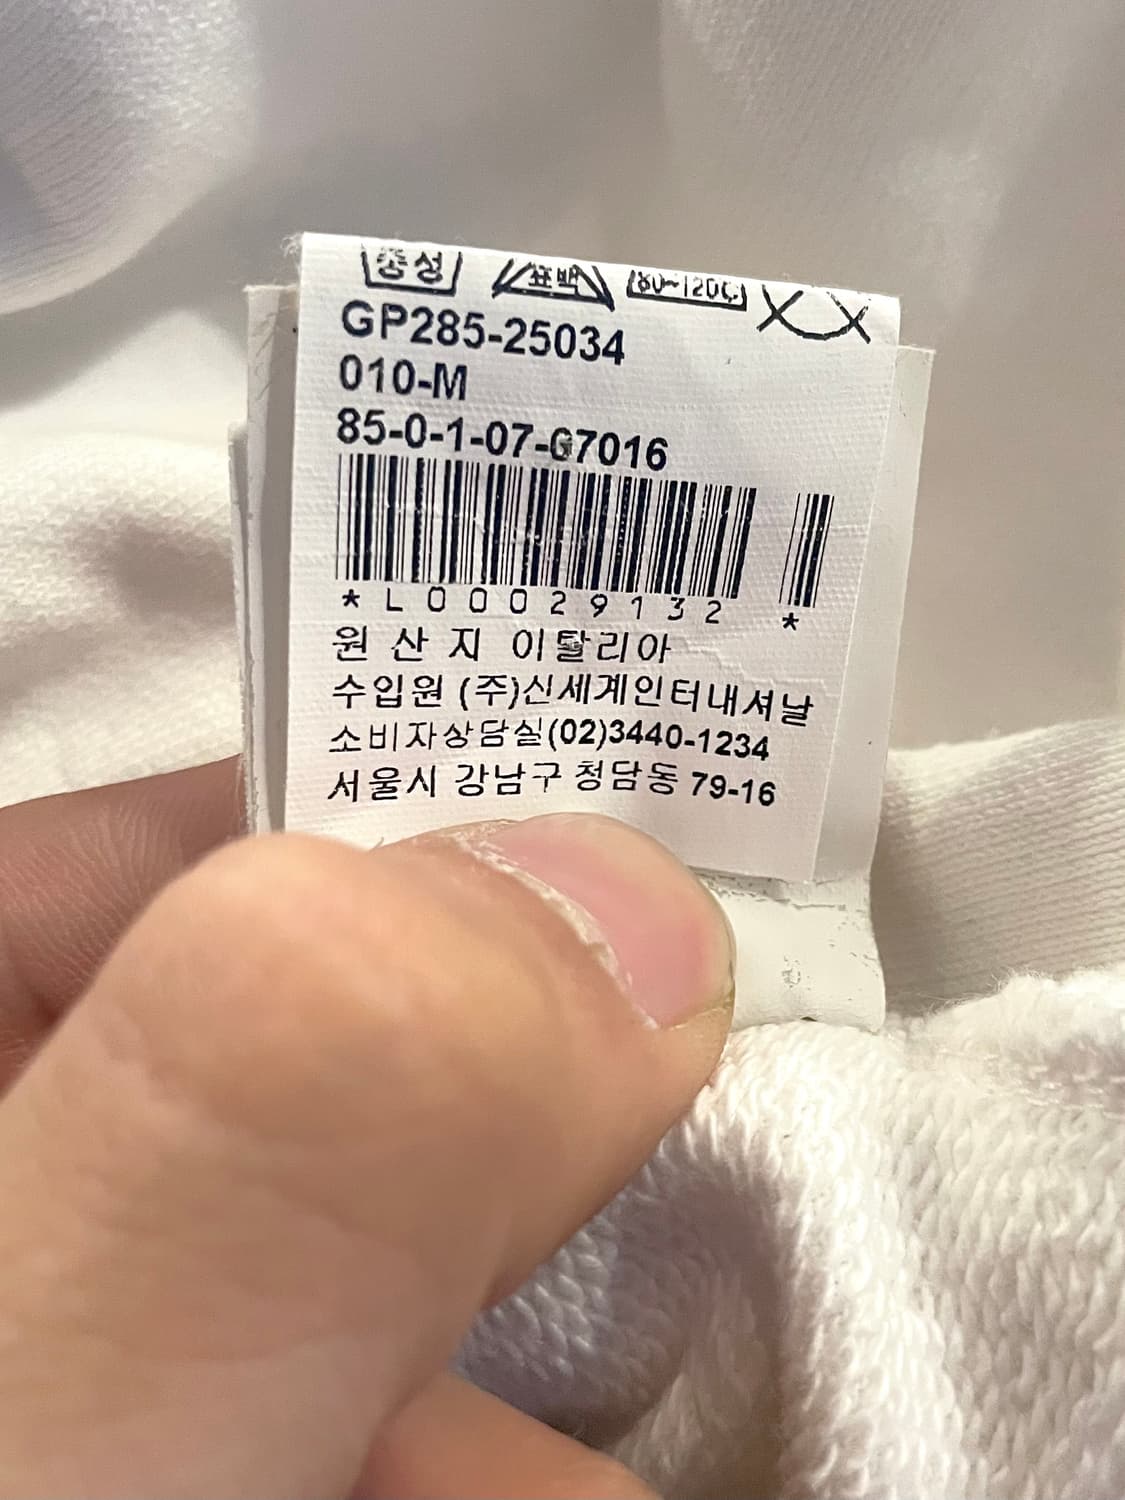 중성 표백 80~120C
GP285-25034
010-M
85-0-1-07-G7016
*L00029132*
원산지 이탈리아
수입원 (주)신세계인터내셔날
소비자상담실(02)3440-1234
서울시 강남구 청담동 79-16